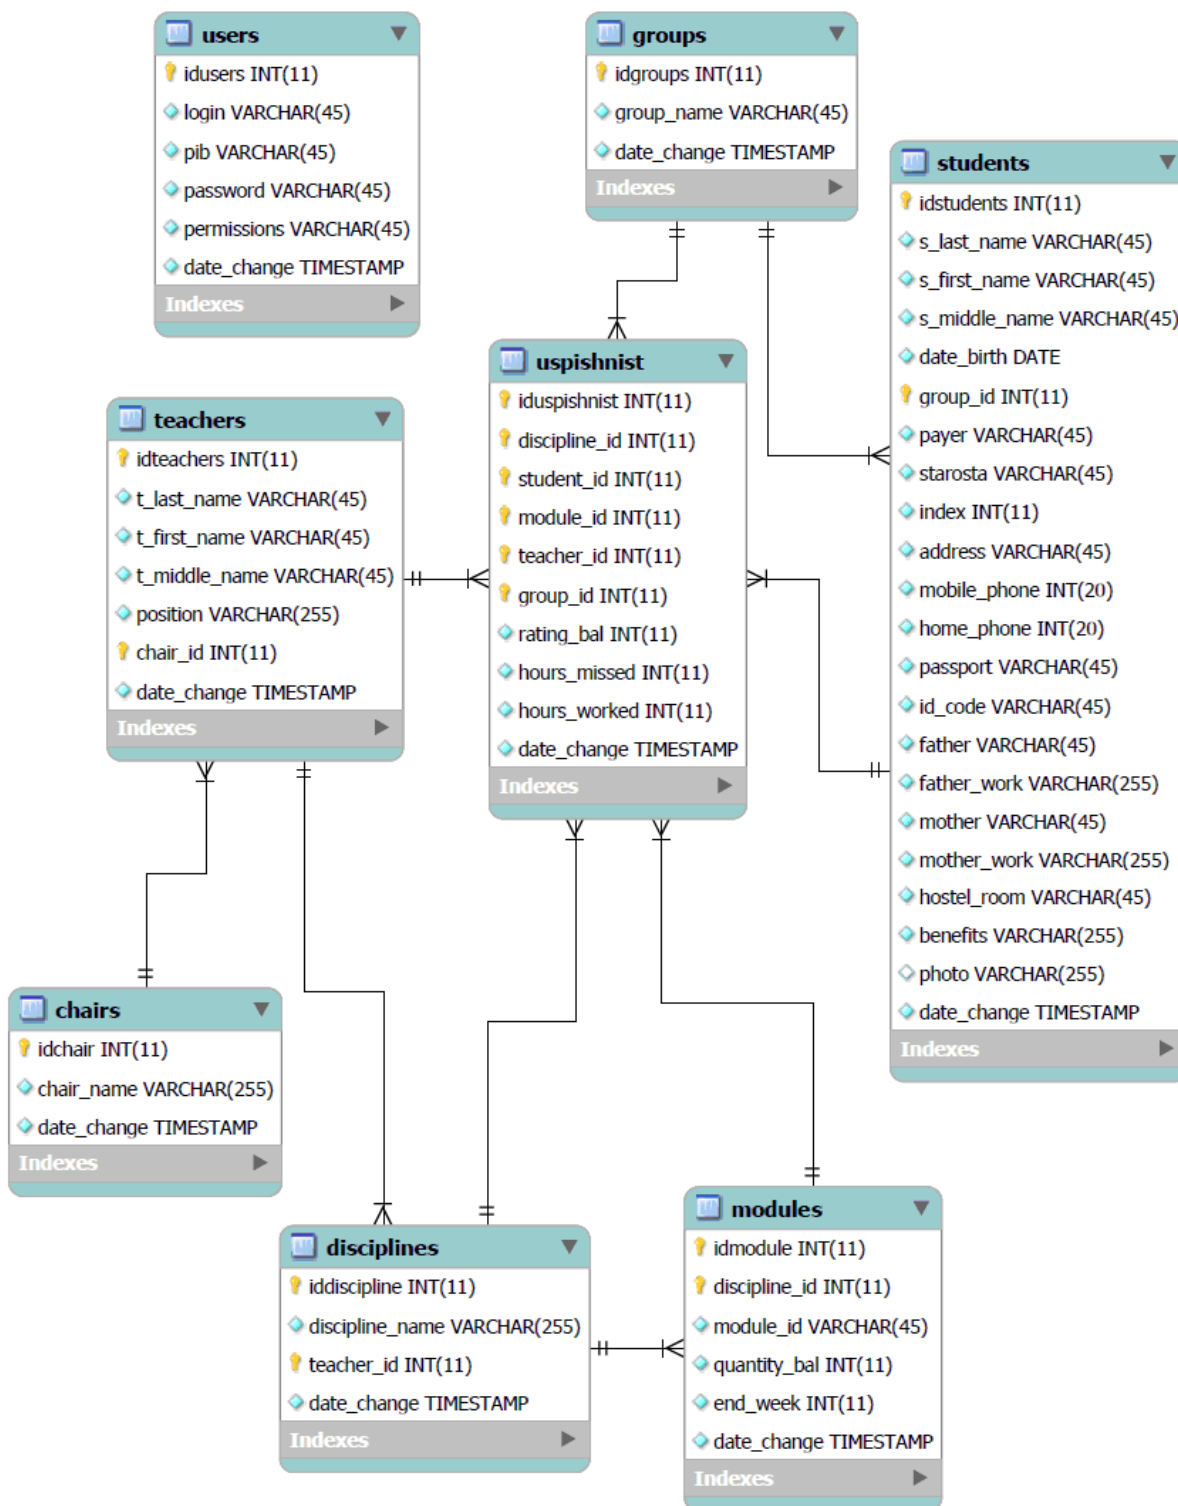 users
idusers INT(11)
login VARCHAR(45)
pib VARCHAR(45)
password VARCHAR(45)
permissions VARCHAR(45)
date_change TIMESTAMP
Indexes
groups
idgroups INT(11)
group_name VARCHAR(45)
date_change TIMESTAMP
Indexes
students
idstudents INT(11)
s_last_name VARCHAR(45)
s_first_name VARCHAR(45)
s_middle_name VARCHAR(45)
date_birth DATE
group_id INT(11)
payer VARCHAR(45)
starosta VARCHAR(45)
index INT(11)
address VARCHAR(45)
mobile_phone INT(20)
home_phone INT(20)
passport VARCHAR(45)
id_code VARCHAR(45)
father VARCHAR(45)
father_work VARCHAR(255)
mother VARCHAR(45)
mother_work VARCHAR(255)
hostel_room VARCHAR(45)
benefits VARCHAR(255)
photo VARCHAR(255)
date_change TIMESTAMP
Indexes
uspishnist
iduspishnist INT(11)
discipline_id INT(11)
student_id INT(11)
module_id INT(11)
teacher_id INT(11)
group_id INT(11)
rating_bal INT(11)
hours_missed INT(11)
hours_worked INT(11)
date_change TIMESTAMP
Indexes
teachers
idteachers INT(11)
t_last_name VARCHAR(45)
t_first_name VARCHAR(45)
t_middle_name VARCHAR(45)
position VARCHAR(255)
chair_id INT(11)
date_change TIMESTAMP
Indexes
chairs
idchair INT(11)
chair_name VARCHAR(255)
date_change TIMESTAMP
Indexes
disciplines
iddiscipline INT(11)
discipline_name VARCHAR(255)
teacher_id INT(11)
date_change TIMESTAMP
Indexes
modules
idmodule INT(11)
discipline_id INT(11)
module_id VARCHAR(45)
quantity_bal INT(11)
end_week INT(11)
date_change TIMESTAMP
Indexes